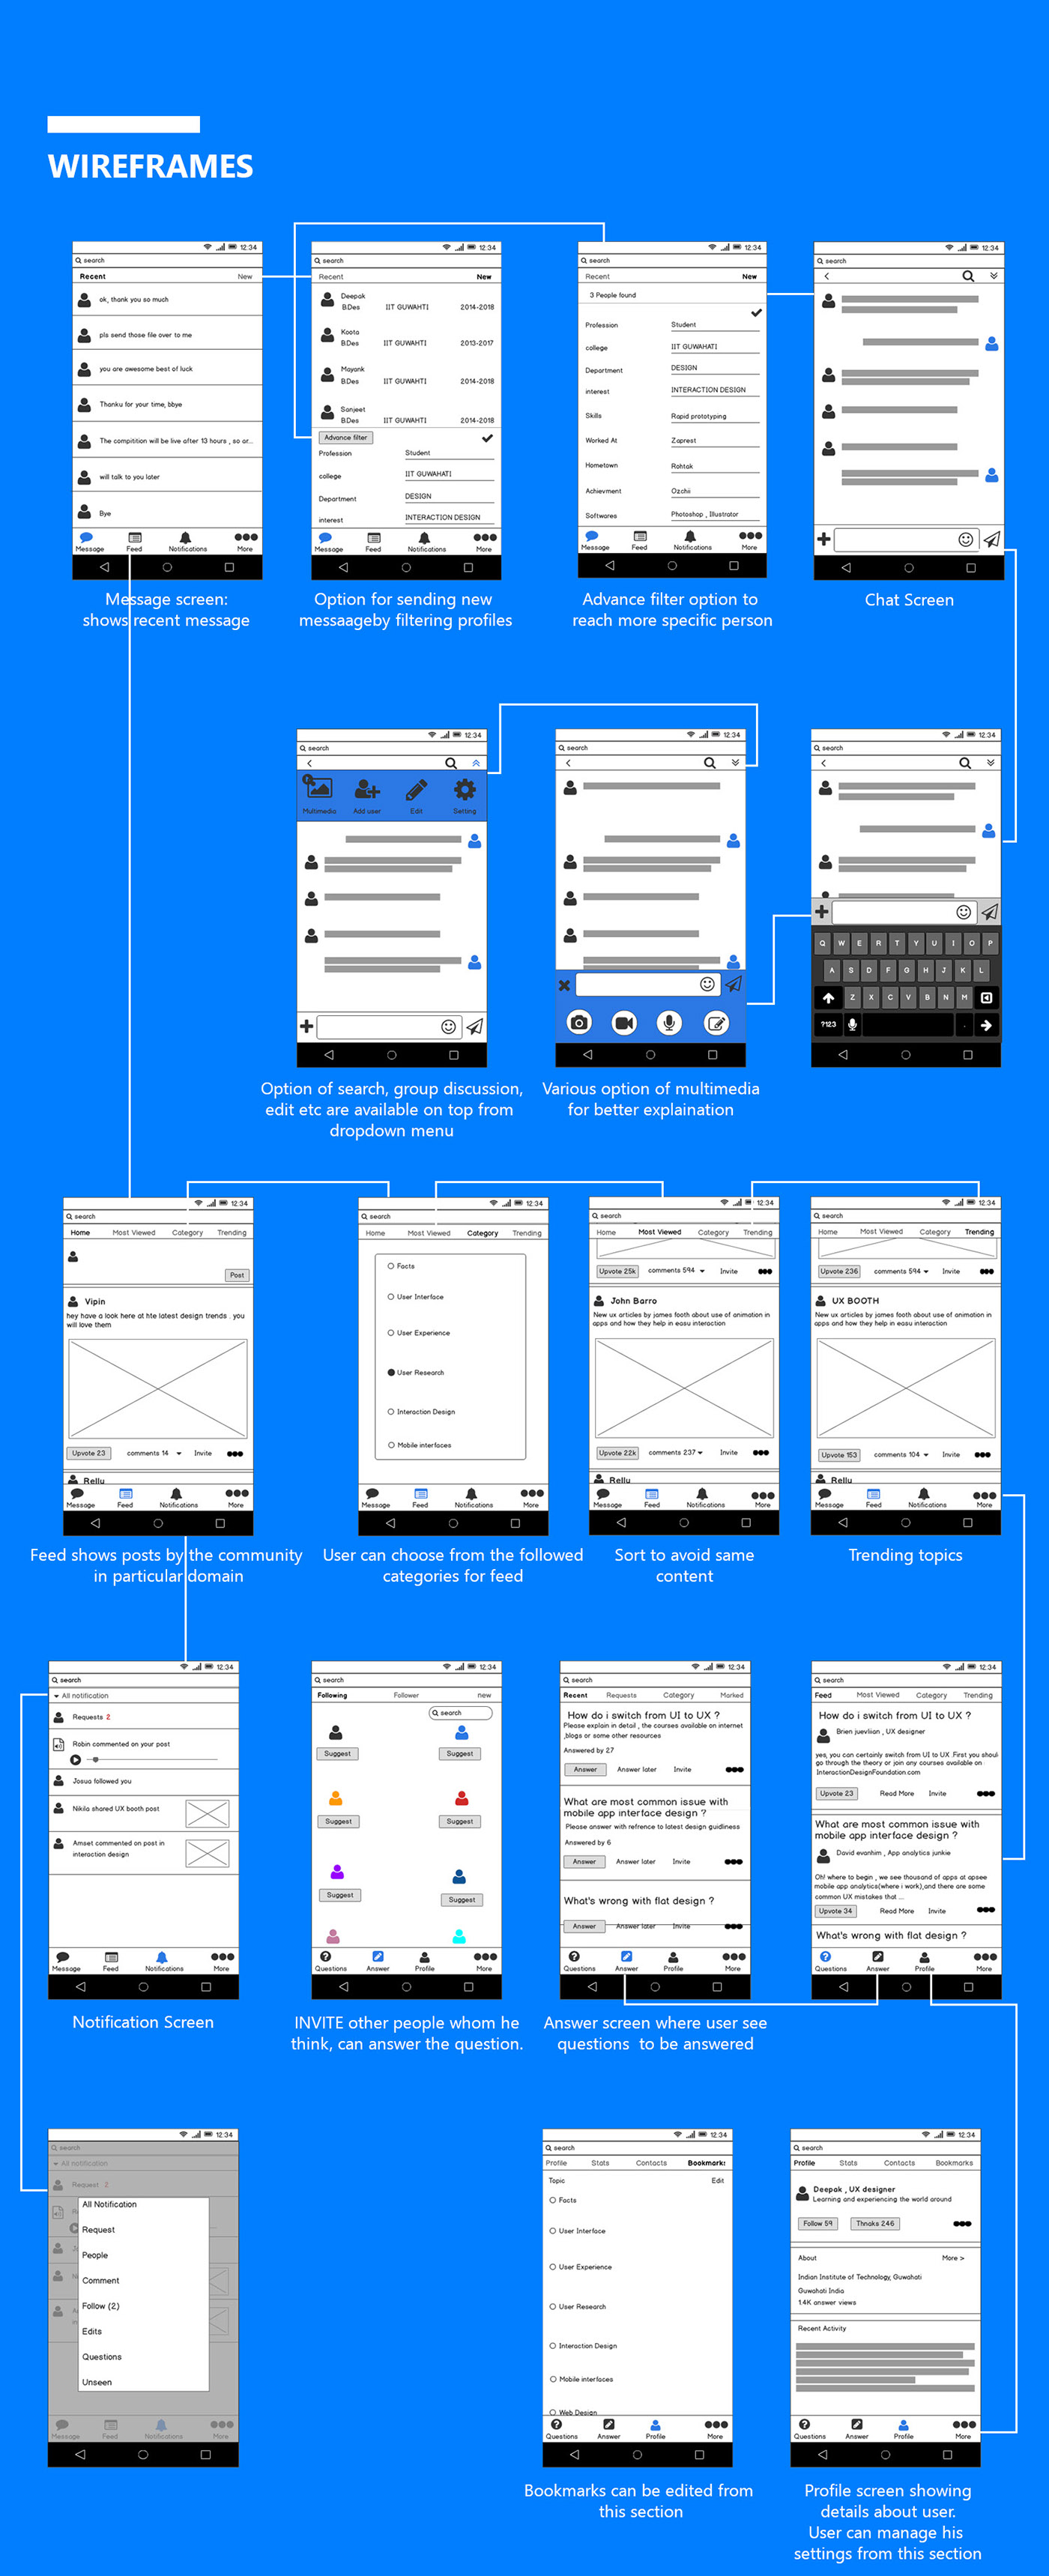 WIREFRAMES
12:34
search
Recent New
ok, thank you so much
pls send those file over to me
you are awesome best of luck
Thanku for your time, bbye
The compitition will be live after 13 hours , so or...
will talk to you later
Bye
Message Feed Notifications More
Message screen:
shows recent message
12:34
search
Recent New
Deepak
B.Des IIT GUWAHTI 2014-2018
Koota
B.Des IIT GUWAHTI 2013-2017
Mayank
B.Des IIT GUWAHTI 2014-2018
Sanjeet
B.Des IIT GUWAHTI 2014-2018
Advance filter
Profession Student
college IIT GUWAHATI
Department DESIGN
interest INTERACTION DESIGN
Message Feed Notifications More
Option for sending new
messaageby filtering profiles
12:34
search
Recent New
3 People found
Profession Student
college IIT GUWAHATI
Department DESIGN
interest INTERACTION DESIGN
Skills Rapid prototyping
Worked At Zaprest
Hometown Rohtak
Achievment Ozchii
Softwares Photoshop , Illustrator
Message Feed Notifications More
Advance filter option to
reach more specific person
12:34
search
Chat Screen
12:34
search
Multimedia Add user Edit Setting
Option of search, group discussion,
edit etc are available on top from
dropdown menu
12:34
search
Various option of multimedia
for better explaination
12:34
search
Q W E R T Y U I O P
A S D F G H J K L
Z X C V B N M
?123 .
12:34
search
Home Most Viewed Category Trending
Post
Vipin
hey have a look here at hte latest design trends . you
will love them
Upvote 23 comments 14 Invite
Rellu
Message Feed Notifications More
Feed shows posts by the community
in particular domain
12:34
search
Home Most Viewed Category Trending
Facts
User Interface
User Experience
User Research
Interaction Design
Mobile interfaces
Message Feed Notifications More
User can choose from the followed
categories for feed
12:34
search
Home Most Viewed Category Trending
Upvote 25k comments 594 Invite
John Barro
New ux articles by james footh about use of animation in
apps and how they help in easu interaction
Upvote 22k comments 237 Invite
Rellu
Message Feed Notifications More
Sort to avoid same
content
12:34
search
Home Most Viewed Category Trending
Upvote 236 comments 594 Invite
UX BOOTH
New ux articles by james footh about use of animation in
apps and how they help in easu interaction
Upvote 153 comments 104 Invite
Rellu
Message Feed Notifications More
Trending topics
12:34
search
All notification
Requests 2
Robin commented on your post
Josua followed you
Nikila shared UX booth post
Amset commented on post in
interaction design
Message Feed Notifications More
Notification Screen
12:34
search
Following Follower new
search
Suggest Suggest
Suggest Suggest
Suggest Suggest
Questions Answer Profile More
INVITE other people whom he
think, can answer the question.
12:34
search
Recent Requests Category Marked
How do i switch from UI to UX ?
Please explain in detail , the courses available on internet
,blogs or some other resources
Answered by 27
Answer Answer later Invite
What are most common issue with
mobile app interface design ?
Please answer with refrence to latest design guidliness
Answered by 6
Answer Answer later Invite
What's wrong with flat design ?
Answer Answer later Invite
Questions Answer Profile More
Answer screen where user see
questions to be answered
12:34
search
Feed Most Viewed Category Trending
How do i switch from UI to UX ?
Brien juevliian , UX designer
yes, you can certainly switch from UI to UX .First you shoul
go through the theory or join any courses available on
InteractionDesignFoundation.com
Upvote 23 Read More Invite
What are most common issue with
mobile app interface design ?
David evanhim , App analytics junkie
Oh! where to begin , we see thousand of apps at apsee
mobile app analytics(where i work),and there are some
common UX mistakes that ...
Upvote 34 Read More Invite
What's wrong with flat design ?
Questions Answer Profile More
12:34
search
All notification
Request 2
All Notification
Request
People
Comment
Follow (2)
Edits
Questions
Unseen
Message Feed Notifications More
12:34
search
Profile Stats Contacts Bookmark:
Topic Edit
Facts
User Interface
User Experience
User Research
Interaction Design
Mobile interfaces
Web Design
Questions Answer Profile More
Bookmarks can be edited from
this section
12:34
search
Profile Stats Contacts Bookmarks
Deepak , UX designer
Learning and experiencing the world around
Follow 59 Thnaks 246
About More >
Indian Institute of Technology, Guwahati
Guwahati India
1.4K answer views
Recent Activity
Questions Answer Profile More
Profile screen showing
details about user.
User can manage his
settings from this section